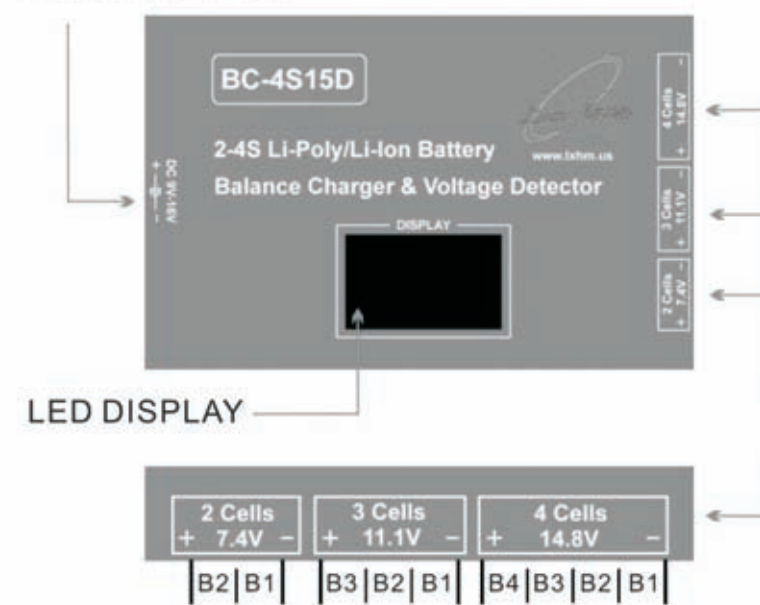 BC-4S15D
2-4S Li-Poly/Li-Ion Battery
www.txhm.us
Balance Charger & Voltage Detector
DISPLAY
+ -
DC 9V-16V
4 Cells
+ 14.8V -
3 Cells
+ 11.1V -
2 Cells
+ 7.4V -
LED DISPLAY
2 Cells
+ 7.4V -
3 Cells
+ 11.1V -
4 Cells
+ 14.8V -
B2 B1
B3 B2 B1
B4 B3 B2 B1